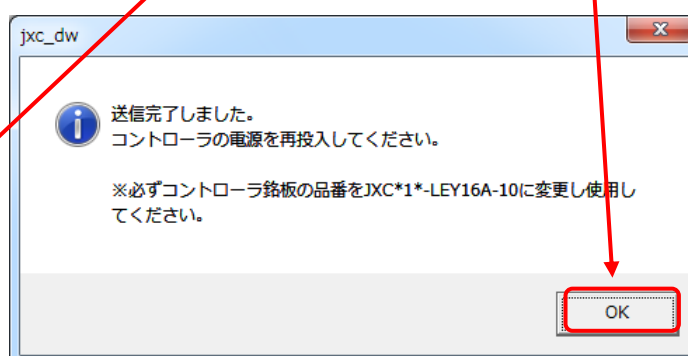 jxc_dw
送信完了しました。
コントローラの電源を再投入してください。
※必ずコントローラ銘板の品番をJXC*1*-LEY16A-10に変更し使用し
てください。
OK